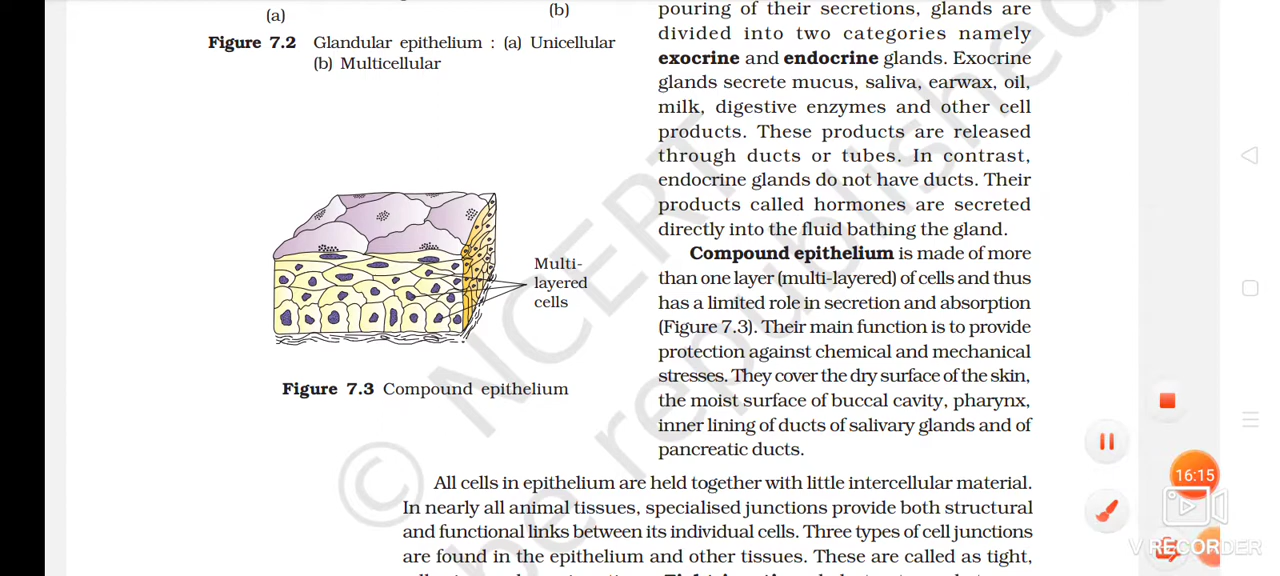 (a)
(b)
Figure 7.2 Glandular epithelium : (a) Unicellular
(b) Multicellular
Multi-
layered
cells
Figure 7.3 Compound epithelium
pouring of their secretions, glands are
divided into two categories namely
exocrine and endocrine glands. Exocrine
glands secrete mucus, saliva, earwax, oil,
milk, digestive enzymes and other cell
products. These products are released
through ducts or tubes. In contrast,
endocrine glands do not have ducts. Their
products called hormones are secreted
directly into the fluid bathing the gland.
Compound epithelium is made of more
than one layer (multi-layered) of cells and thus
has a limited role in secretion and absorption
(Figure 7.3). Their main function is to provide
protection against chemical and mechanical
stresses. They cover the dry surface of the skin,
the moist surface of buccal cavity, pharynx,
inner lining of ducts of salivary glands and of
pancreatic ducts.
All cells in epithelium are held together with little intercellular material.
In nearly all animal tissues, specialised junctions provide both structural
and functional links between its individual cells. Three types of cell junctions
are found in the epithelium and other tissues. These are called as tight,
© NCERT
be republished
16:15
V RECORDER